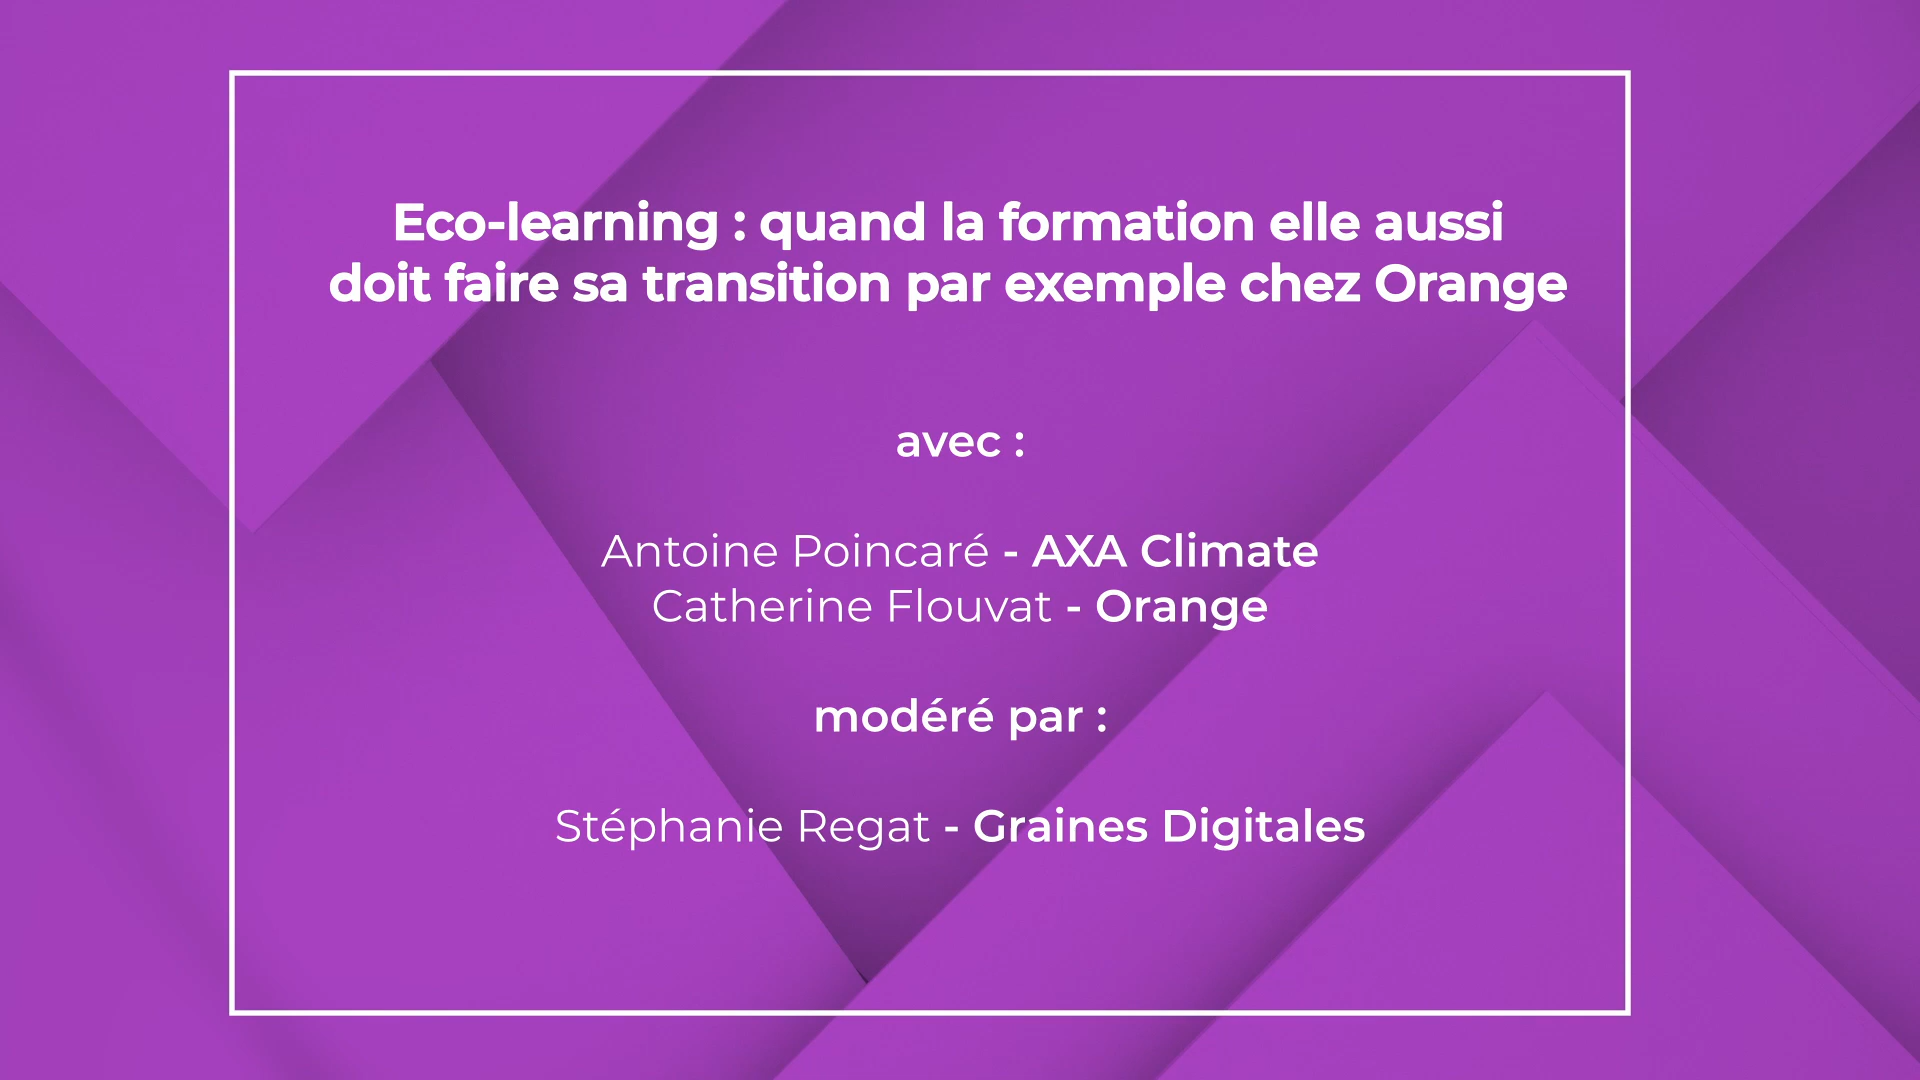 Eco-learning : quand la formation elle aussi
doit faire sa transition par exemple chez Orange
avec :
Antoine Poincaré - AXA Climate
Catherine Flouvat - Orange
modéré par :
Stéphanie Regat - Graines Digitales